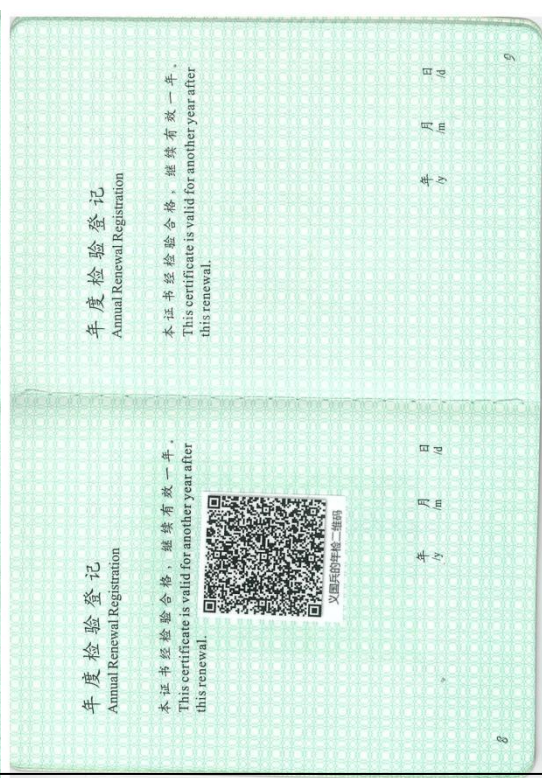 年度检验登记
Annual Renewal Registration
本证书经检验合格，继续有效一年。
This certificate is valid for another year after
this renewal.
义国兵的年检二维码
年 月 日
/y /m /d
8
年度检验登记
Annual Renewal Registration
本证书经检验合格，继续有效一年。
This certificate is valid for another year after
this renewal.
年 月 日
/y /m /d
9